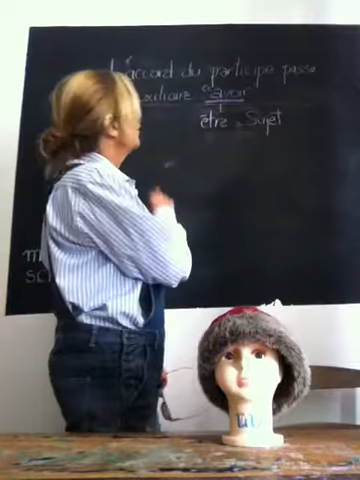 l'accord du participe passé
auxiliaire "avoir"
être → Sujet